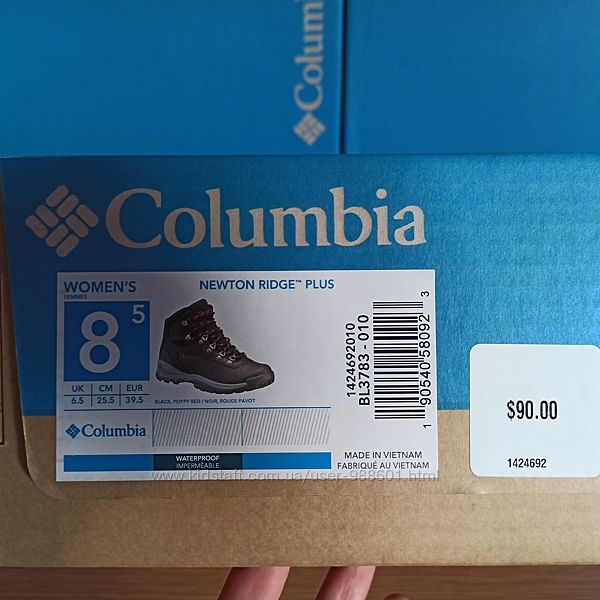 Columbia
Columbia
WOMEN'S
FEMMES
NEWTON RIDGE™ PLUS
8 5
UK CM EUR
6.5 25.5 39.5
BLACK, POPPY RED / NOIR, ROUGE PAVOT
1424692010
BL3783 - 010
1 90540 58092 3
Columbia
WATERPROOF
IMPERMÉABLE
MADE IN VIETNAM
FABRIQUÉ AU VIETNAM
www.kidstaff.com.ua/user-988601.html
$90.00
1424692